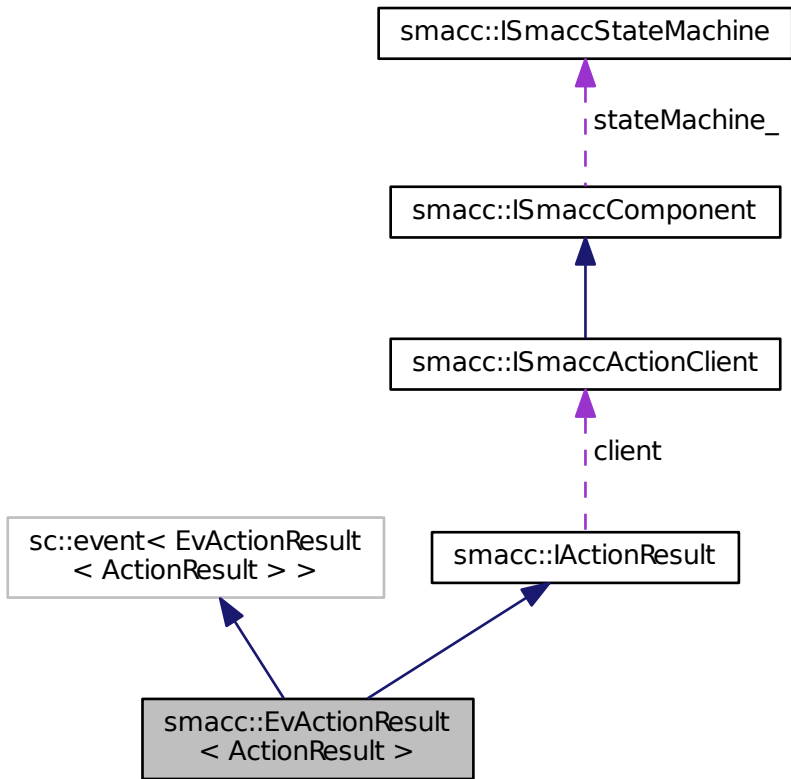 smacc::ISmaccStateMachine
stateMachine_
smacc::ISmaccComponent
smacc::ISmaccActionClient
client
sc::event< EvActionResult
< ActionResult > >
smacc::IActionResult
smacc::EvActionResult
< ActionResult >